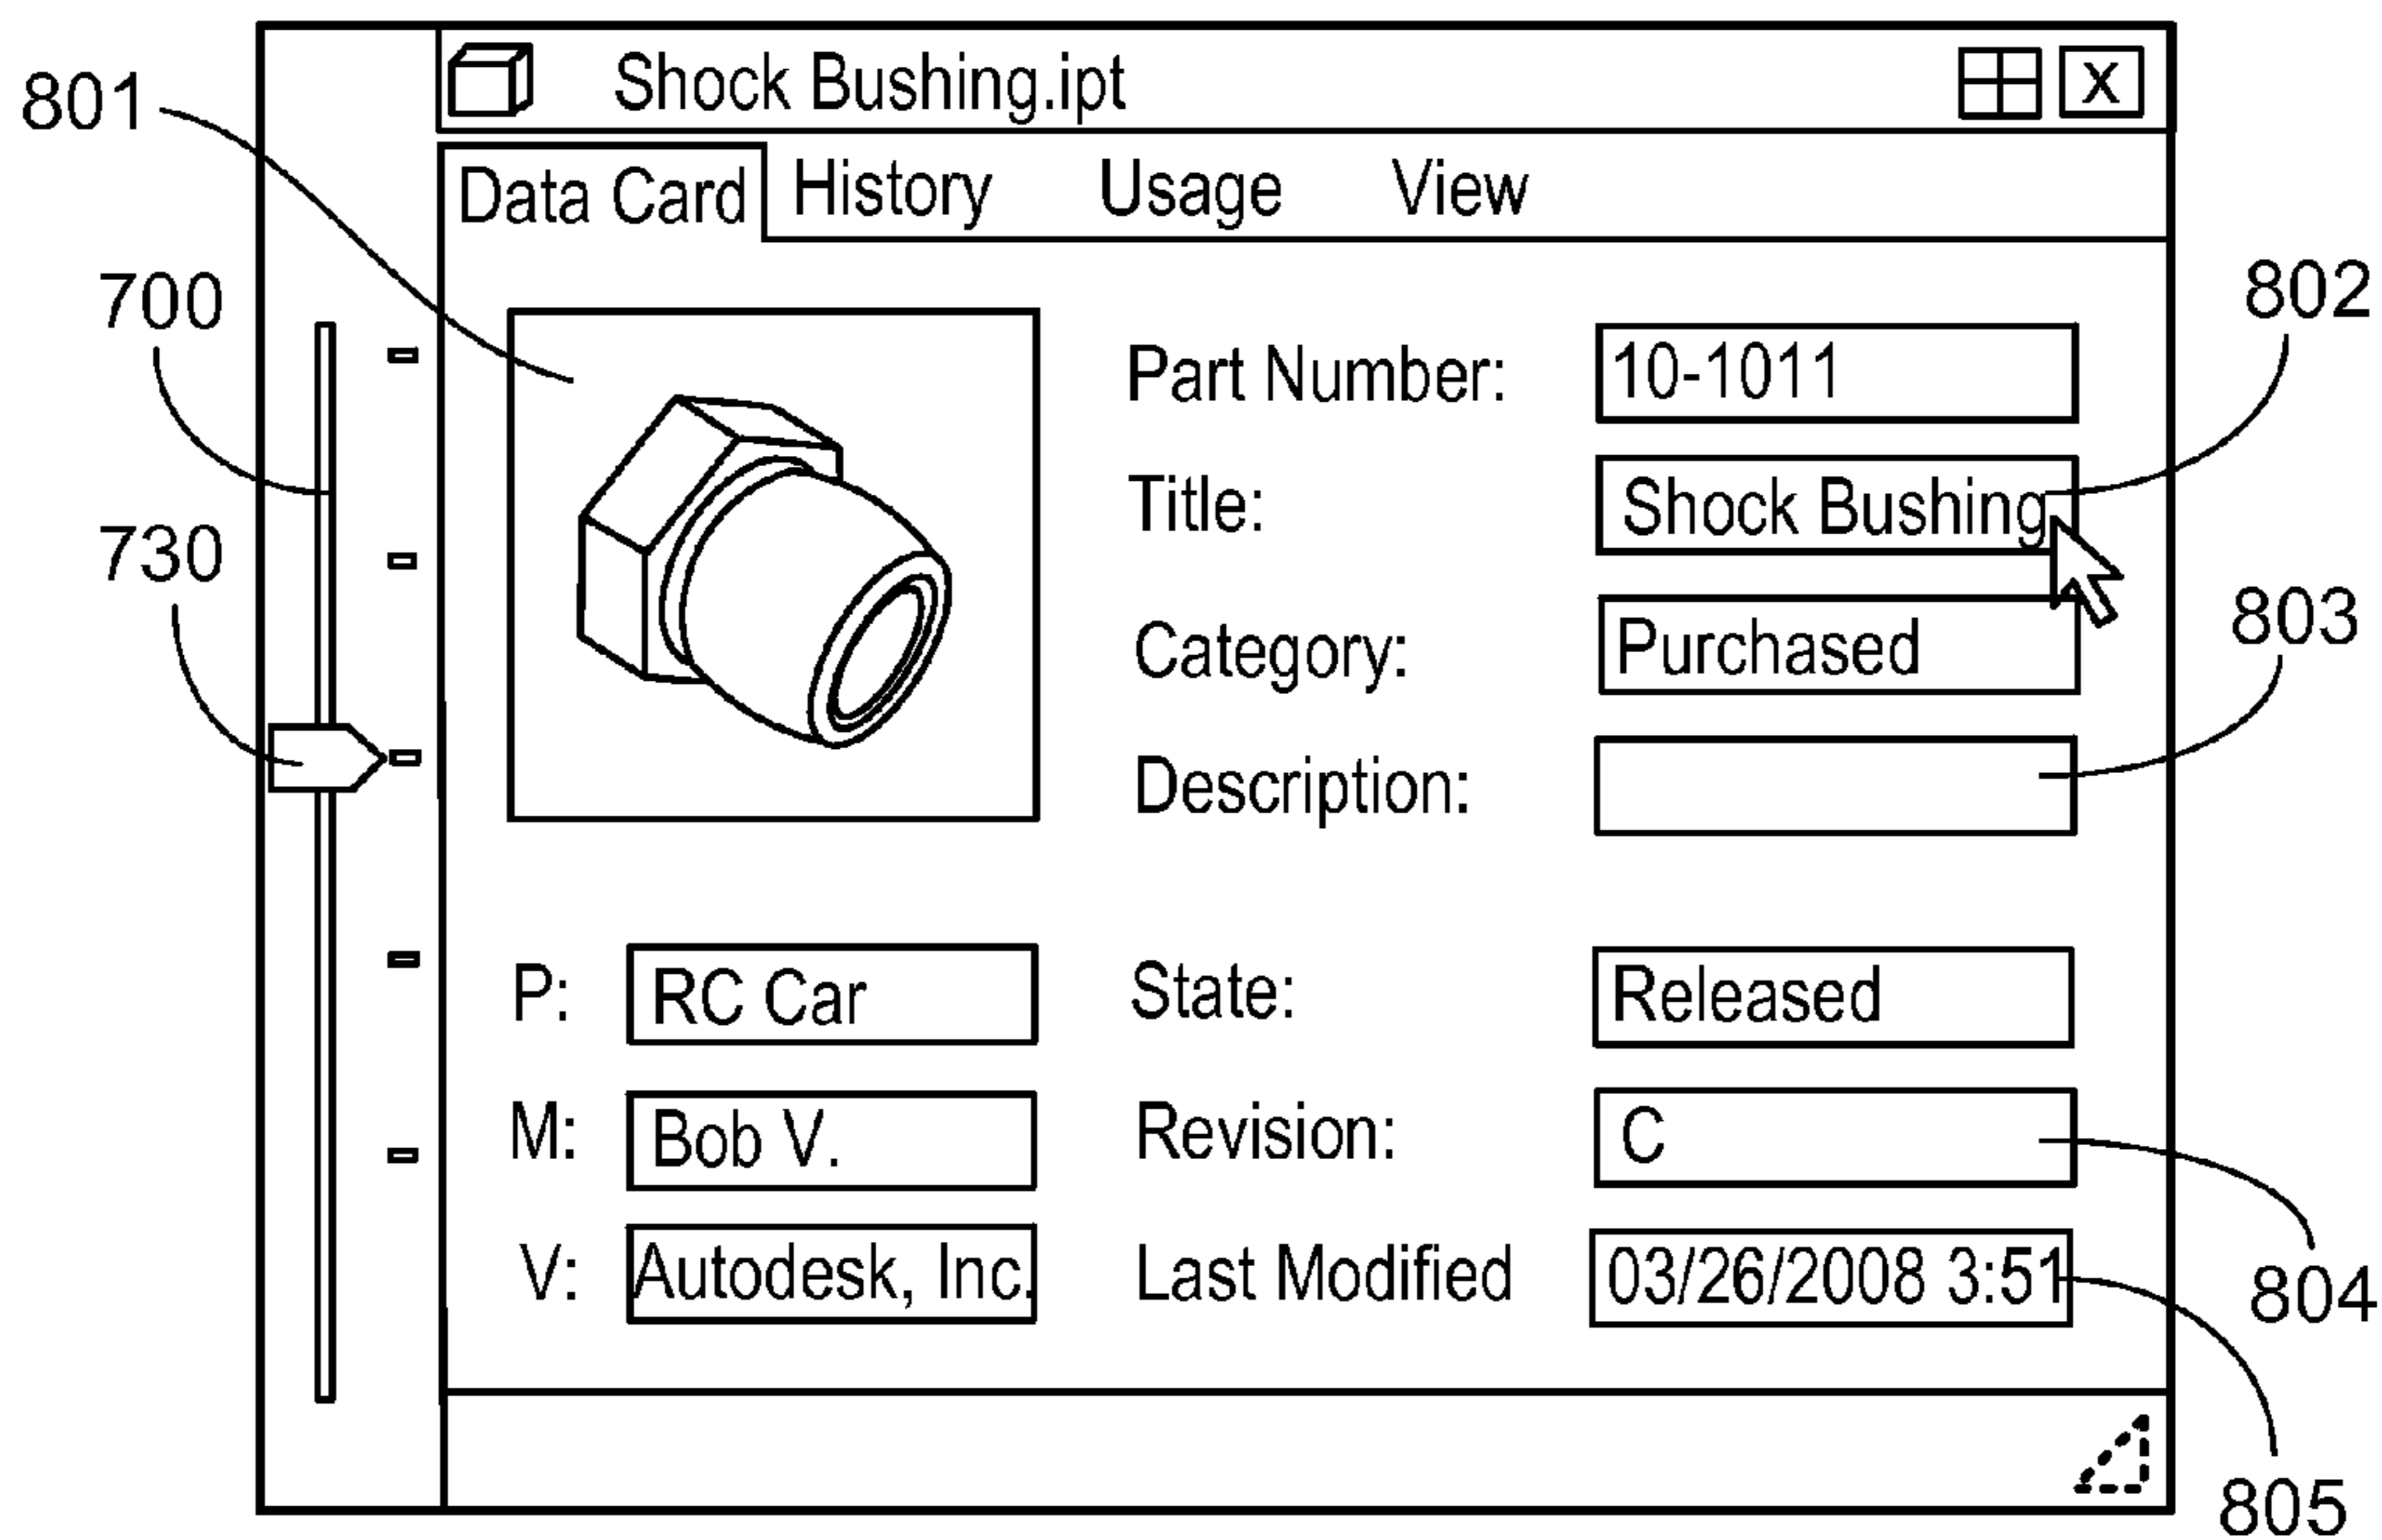 Shock Bushing.ipt X
801
Data Card History Usage View
700
802
Part Number: 10-1011
Title: Shock Bushing
730
803
Category: Purchased
Description:
P: RC Car
State: Released
M: Bob V.
Revision: C
V: Autodesk, Inc.
Last Modified 03/26/2008 3:51
804
805